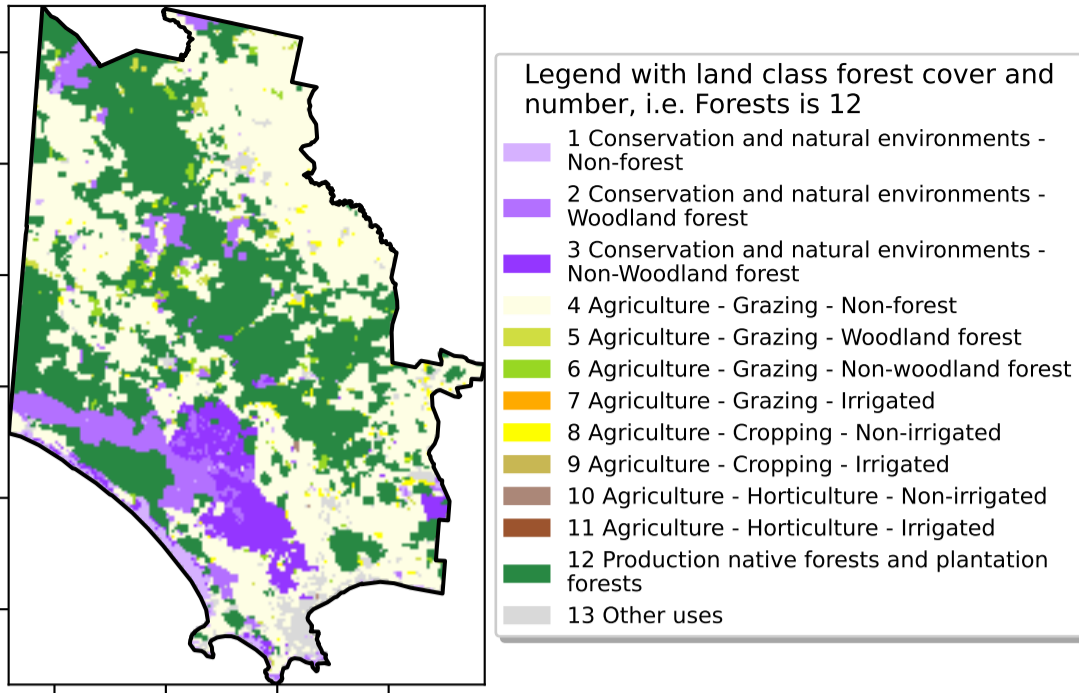 Legend with land class forest cover and
number, i.e. Forests is 12
1 Conservation and natural environments -
Non-forest
2 Conservation and natural environments -
Woodland forest
3 Conservation and natural environments -
Non-Woodland forest
4 Agriculture - Grazing - Non-forest
5 Agriculture - Grazing - Woodland forest
6 Agriculture - Grazing - Non-woodland forest
7 Agriculture - Grazing - Irrigated
8 Agriculture - Cropping - Non-irrigated
9 Agriculture - Cropping - Irrigated
10 Agriculture - Horticulture - Non-irrigated
11 Agriculture - Horticulture - Irrigated
12 Production native forests and plantation
forests
13 Other uses